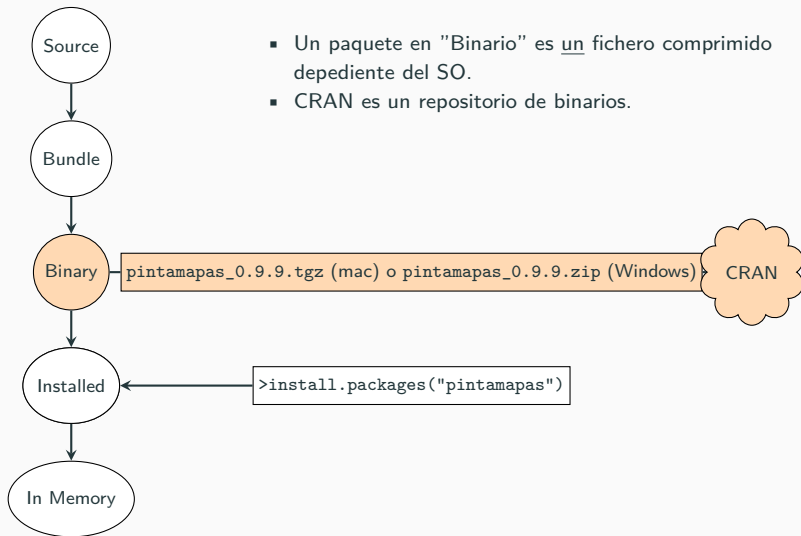 Source
▪ Un paquete en "Binario" es un fichero comprimido
depediente del SO.
▪ CRAN es un repositorio de binarios.
Bundle
Binary
pintamapas_0.9.9.tgz (mac) o pintamapas_0.9.9.zip (Windows)
CRAN
Installed
>install.packages("pintamapas")
In Memory